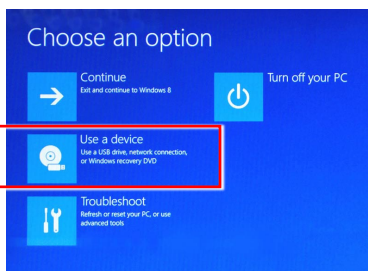 Choose an option
Continue
Exit and continue to Windows 8
Turn off your PC
Use a device
Use a USB drive, network connection,
or Windows recovery DVD
Troubleshoot
Refresh or reset your PC, or use
advanced tools